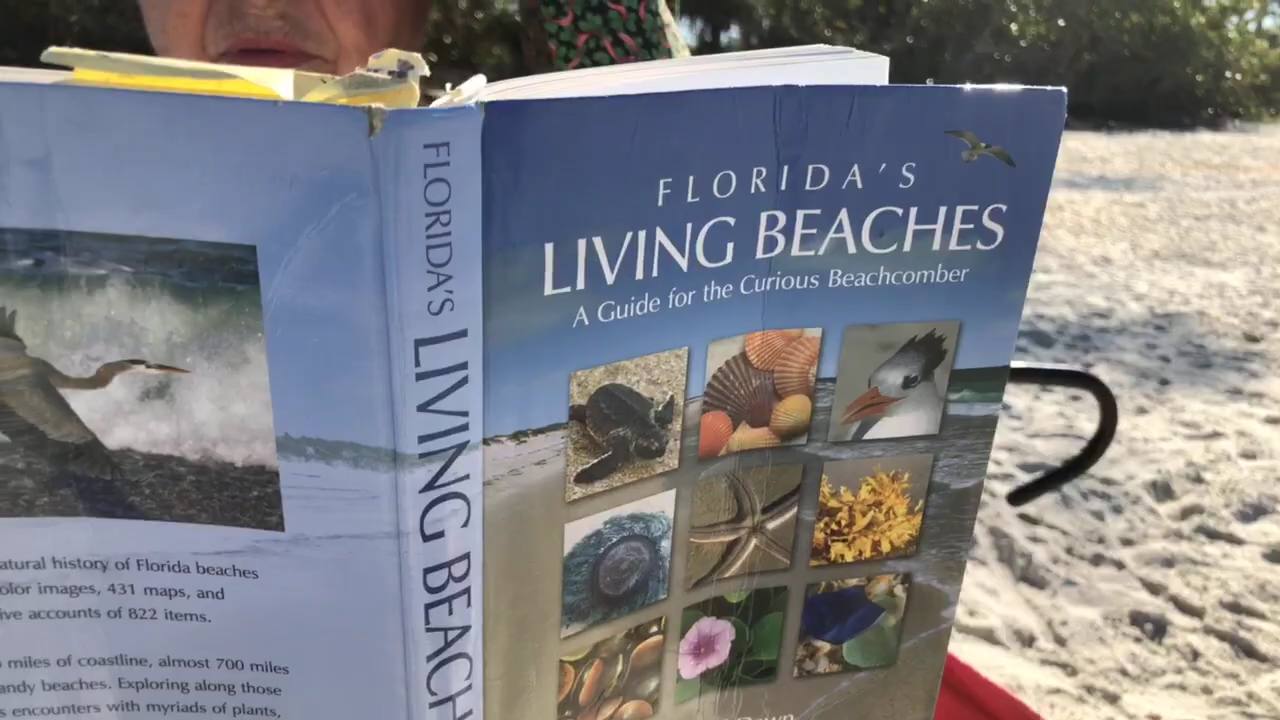 FLORIDA'S
LIVING BEACHES
A Guide for the Curious Beachcomber
FLORIDA'S LIVING BEACH
atural history of Florida beaches
olor images, 431 maps, and
ive accounts of 822 items.
miles of coastline, almost 700 miles
andy beaches. Exploring along those
s encounters with myriads of plants,